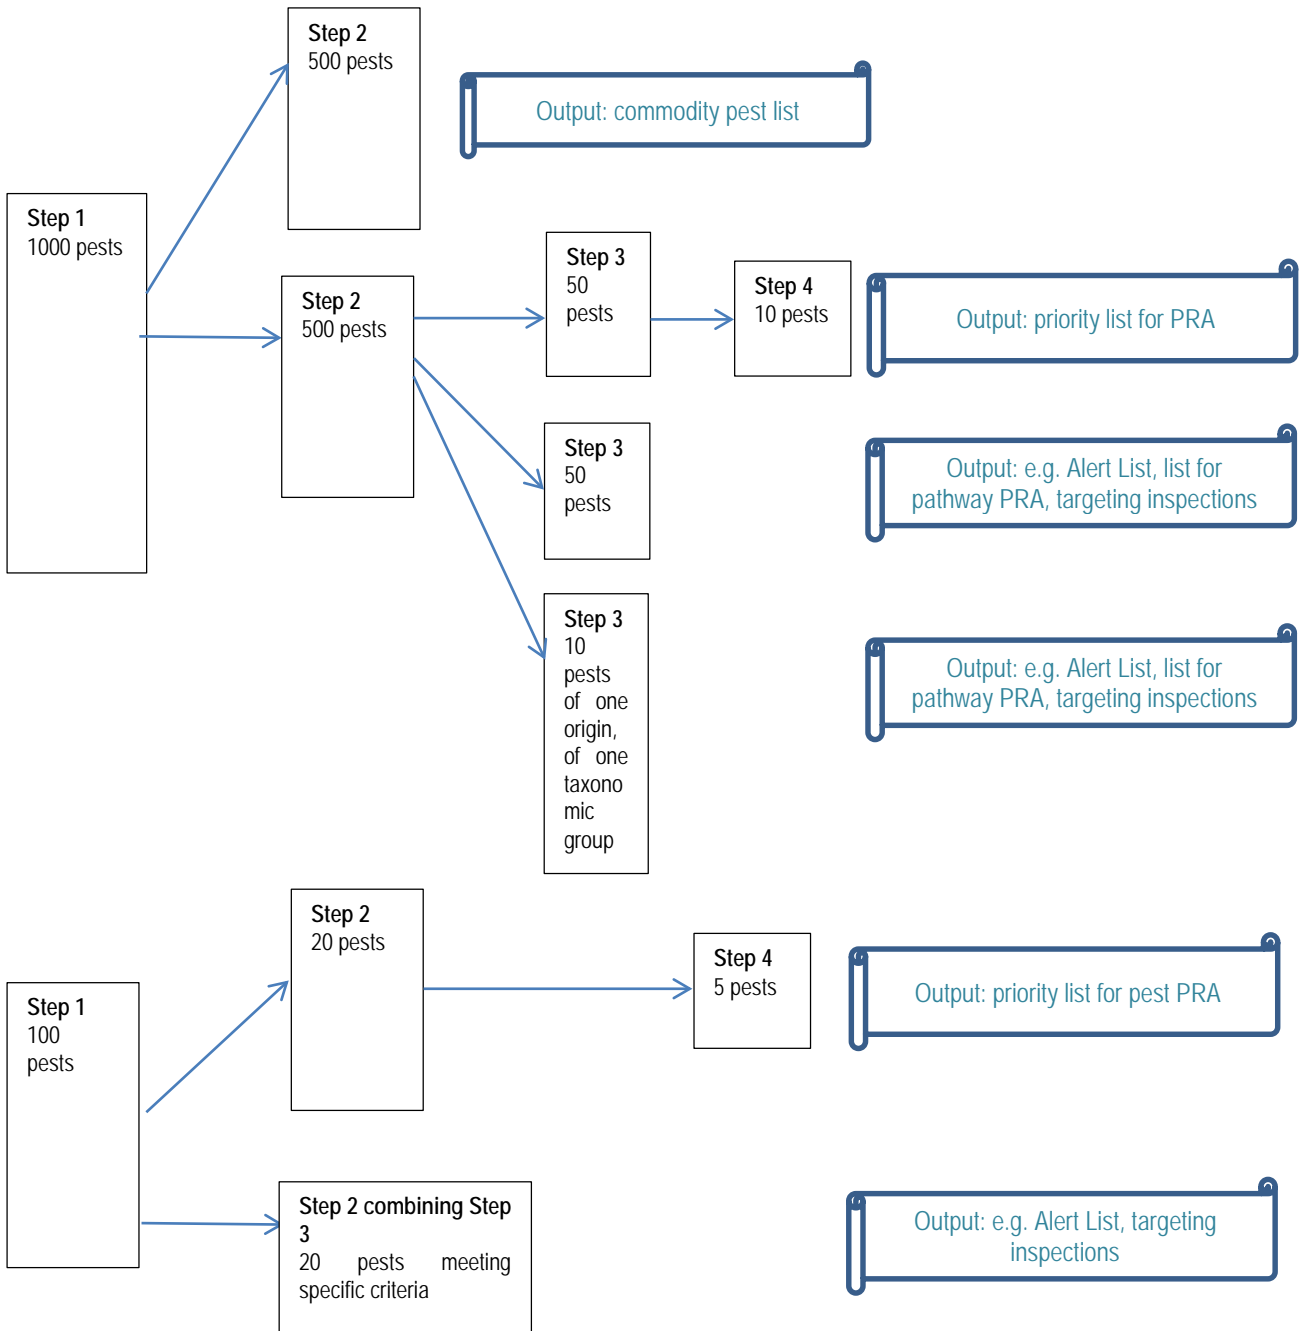 Step 2
500 pests
Output: commodity pest list
Step 1
1000 pests
Step 2
500 pests
Step 3
50
pests
Step 4
10 pests
Output: priority list for PRA
Step 3
50
pests
Output: e.g. Alert List, list for
pathway PRA, targeting inspections
Step 3
10
pests
of one
origin,
of one
taxono
mic
group
Output: e.g. Alert List, list for
pathway PRA, targeting inspections
Step 1
100
pests
Step 2
20 pests
Step 4
5 pests
Output: priority list for pest PRA
Step 2 combining Step
3
20 pests meeting
specific criteria
Output: e.g. Alert List, targeting
inspections